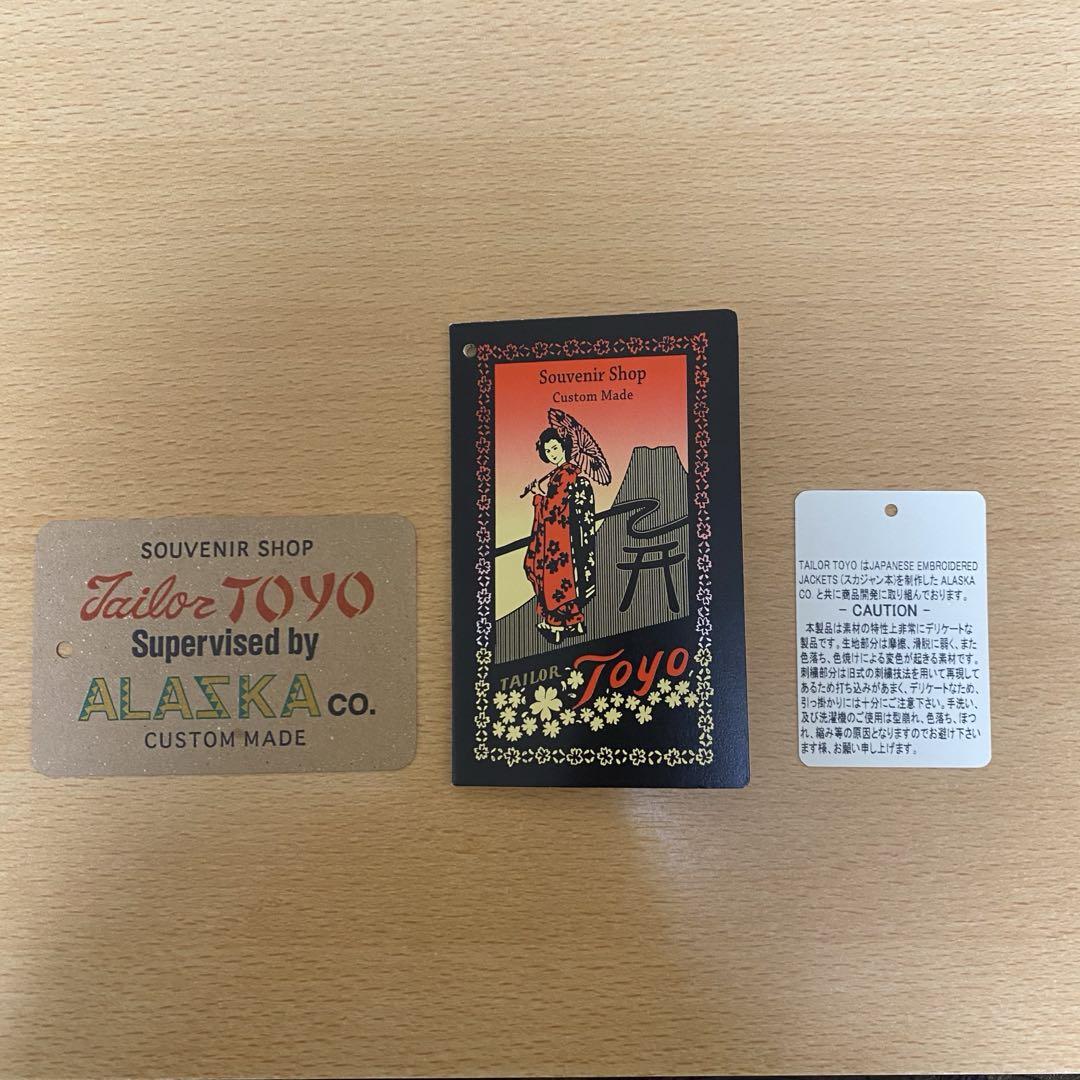 SOUVENIR SHOP
Tailor TOYO
Supervised by
ALASKA CO.
CUSTOM MADE
Souvenir Shop
Custom Made
TAILOR Toyo
TAILOR TOYO はJAPANESE EMBROIDERED
JACKETS (スカジャン本)を制作した ALASKA
CO. と共に商品開発に取り組んでおります。
- CAUTION -
本製品は素材の特性上非常にデリケートな
製品です。生地部分は摩擦、滑脱に弱く、また
色落ち、色焼けによる変色が起きる素材です。
刺繍部分は旧式の刺繍技法を用いて再現して
あるため打ち込みがあまく、デリケートなため、
引っ掛かりには十分にご注意下さい。手洗い、
及び洗濯機のご使用は型崩れ、色落ち、ほつ
れ、縮み等の原因となりますのでお避け下さい
ます様、お願い申し上げます。